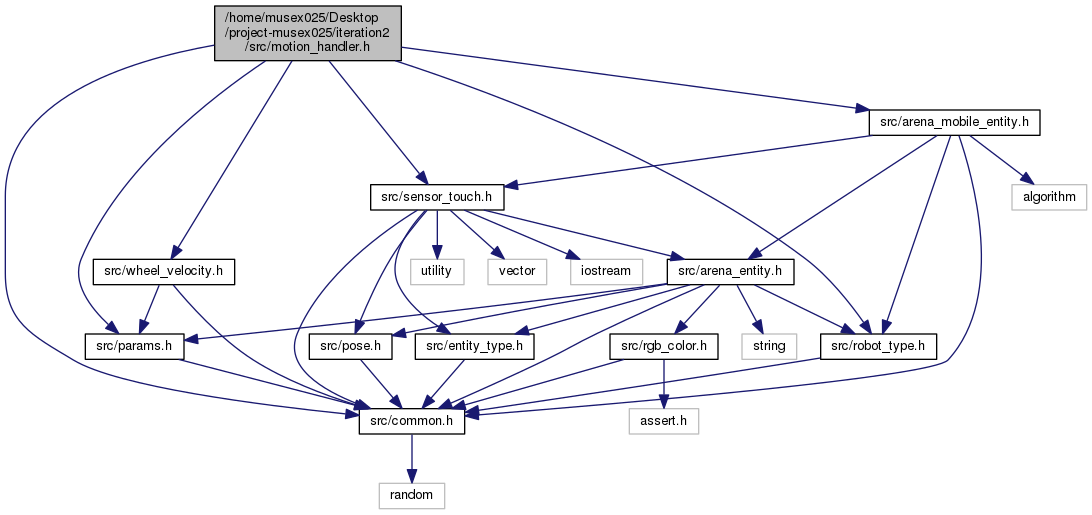 /home/musex025/Desktop
/project-musex025/iteration2
/src/motion_handler.h
src/arena_mobile_entity.h
src/sensor_touch.h
algorithm
src/wheel_velocity.h
utility
vector
iostream
src/arena_entity.h
src/params.h
src/pose.h
src/entity_type.h
src/rgb_color.h
string
src/robot_type.h
src/common.h
assert.h
random